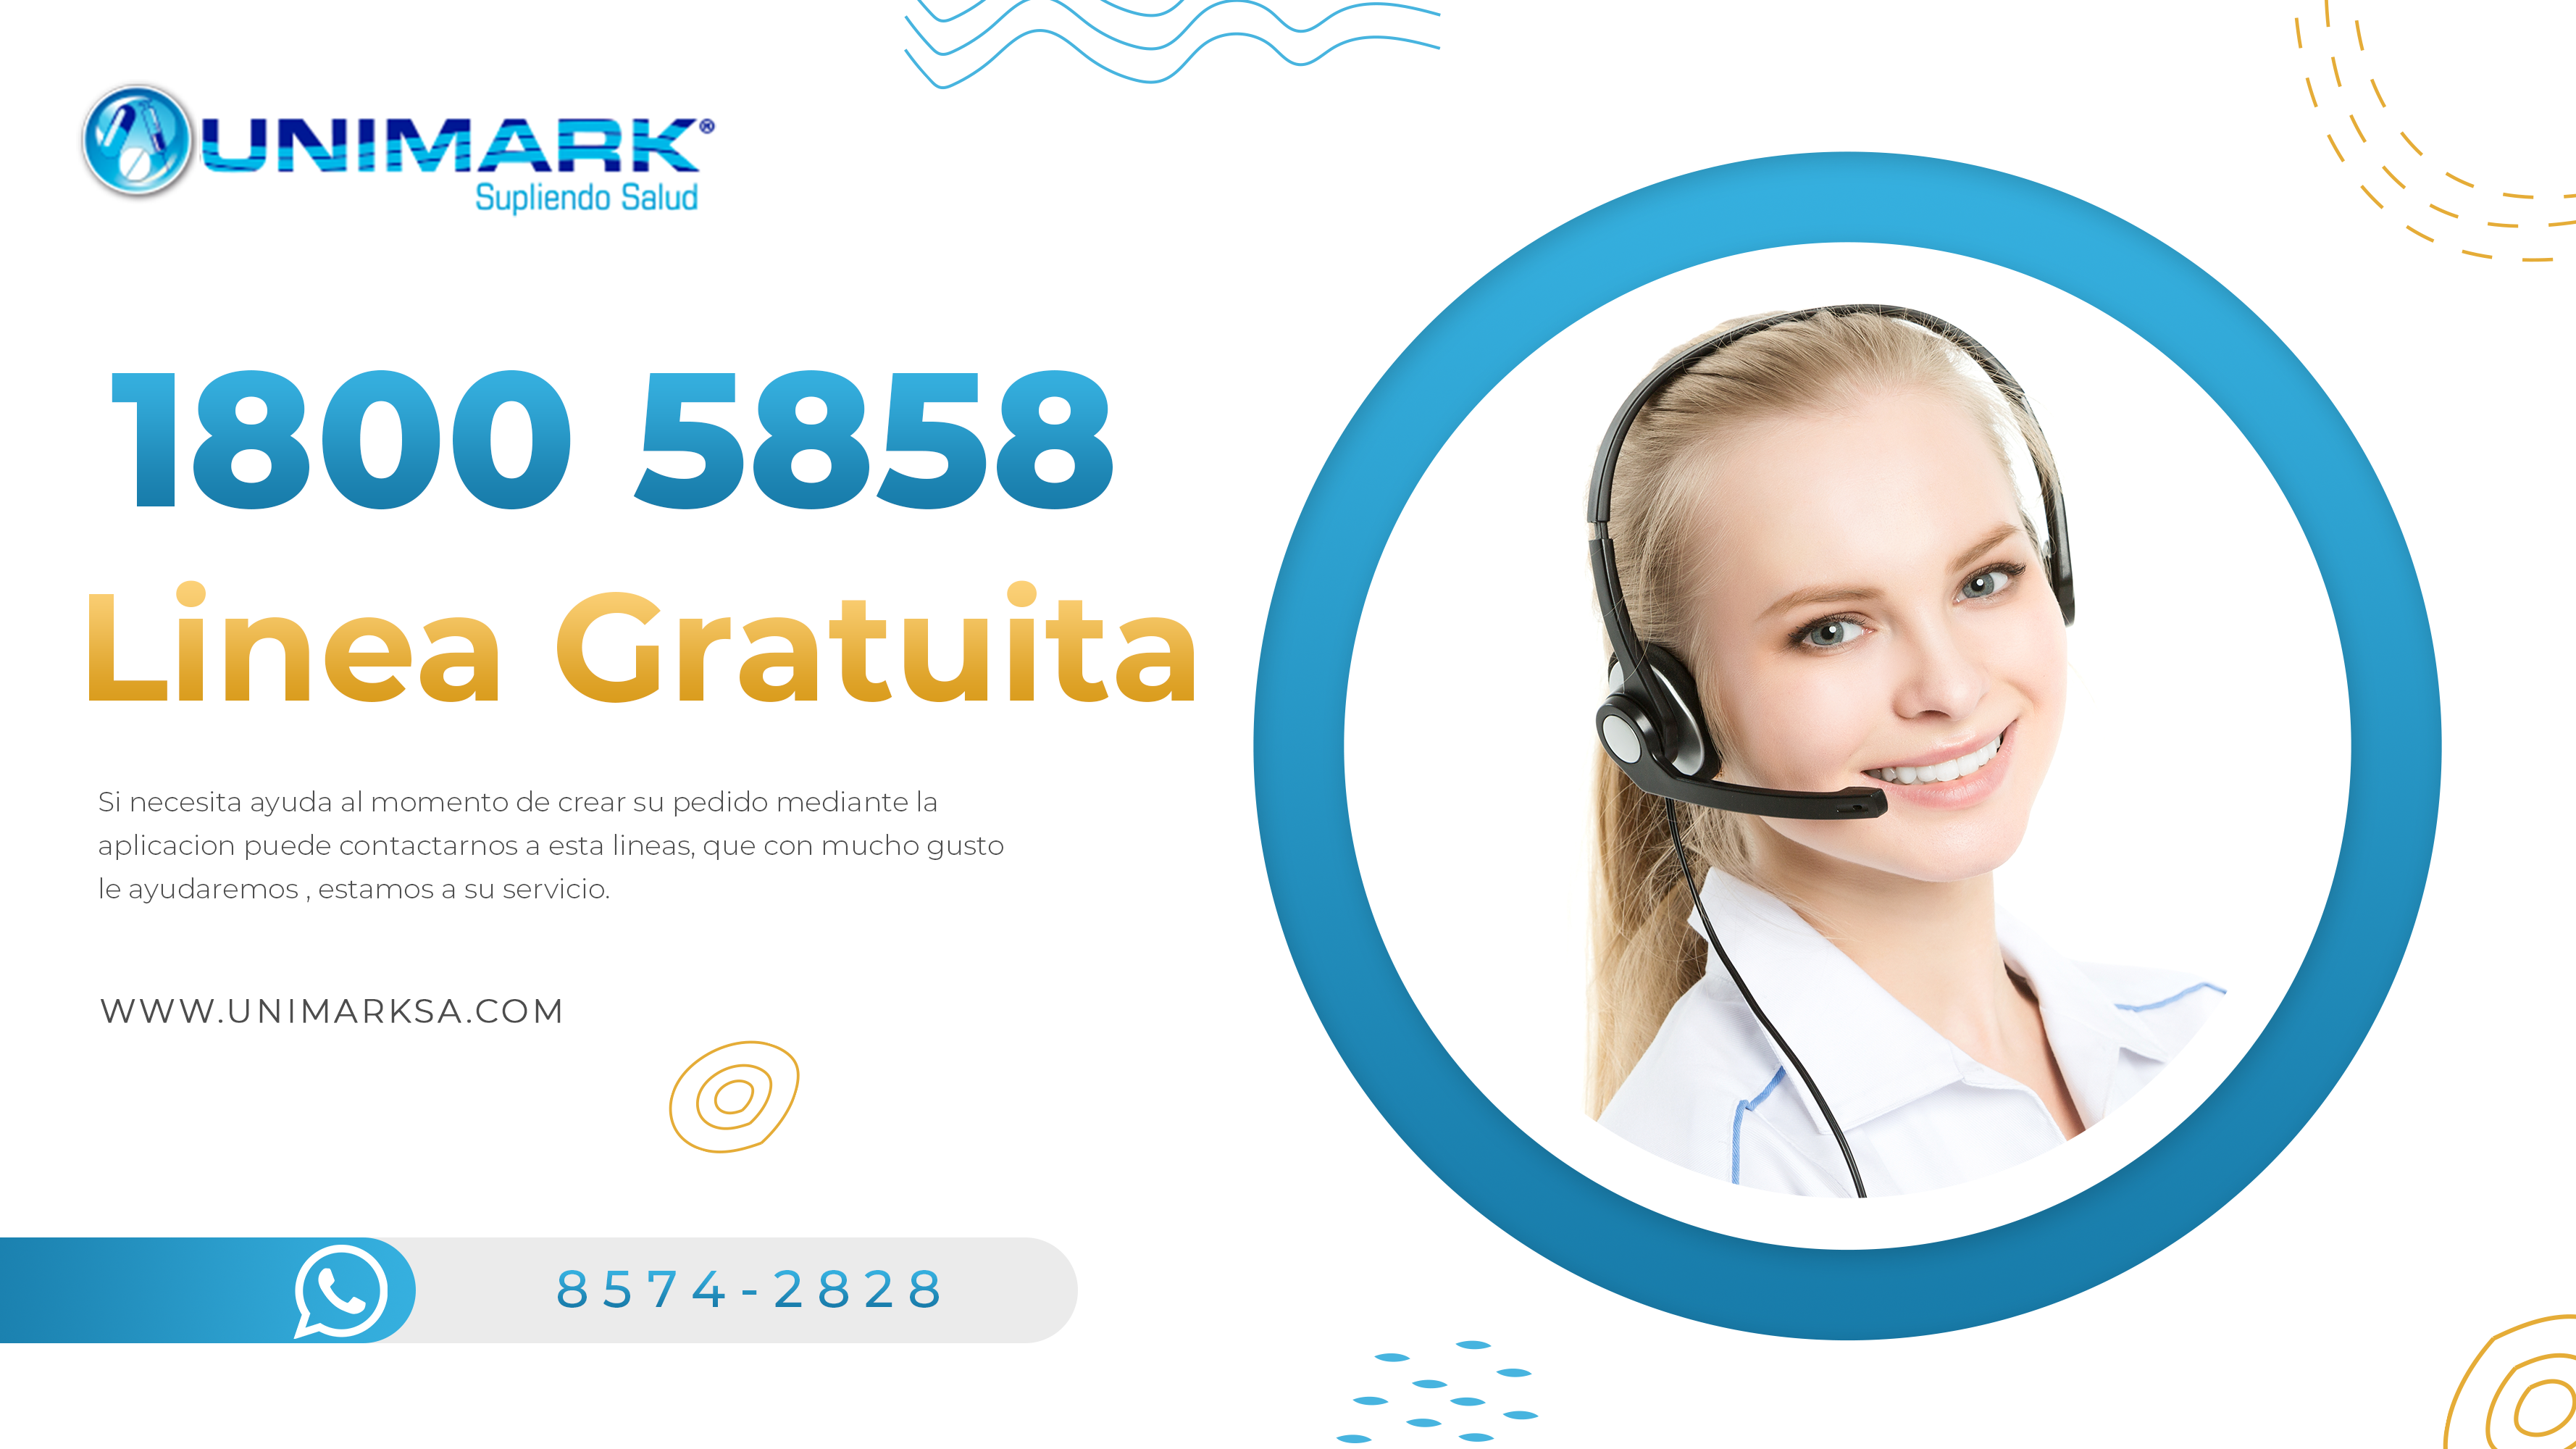 UNIMARK®
Supliendo Salud
1800 5858
Linea Gratuita
Si necesita ayuda al momento de crear su pedido mediante la
aplicacion puede contactarnos a esta lineas, que con mucho gusto
le ayudaremos , estamos a su servicio.
WWW.UNIMARKSA.COM
8574-2828